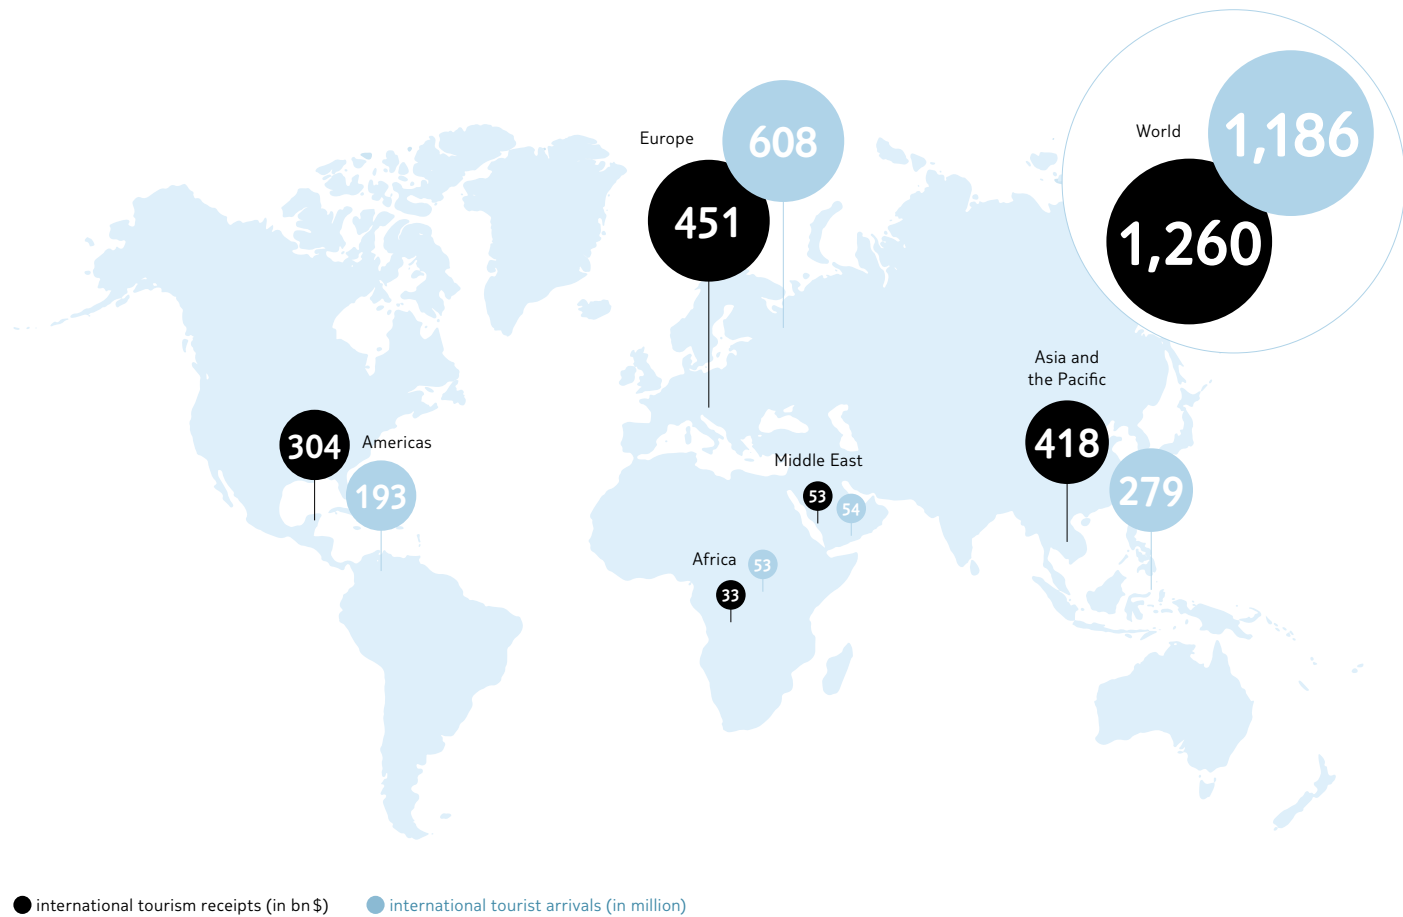 World
1,186
1,260
Europe
608
451
Asia and
the Pacific
418
279
304
Americas
193
Middle East
53
54
Africa
53
33
international tourism receipts (in bn $)
international tourist arrivals (in million)